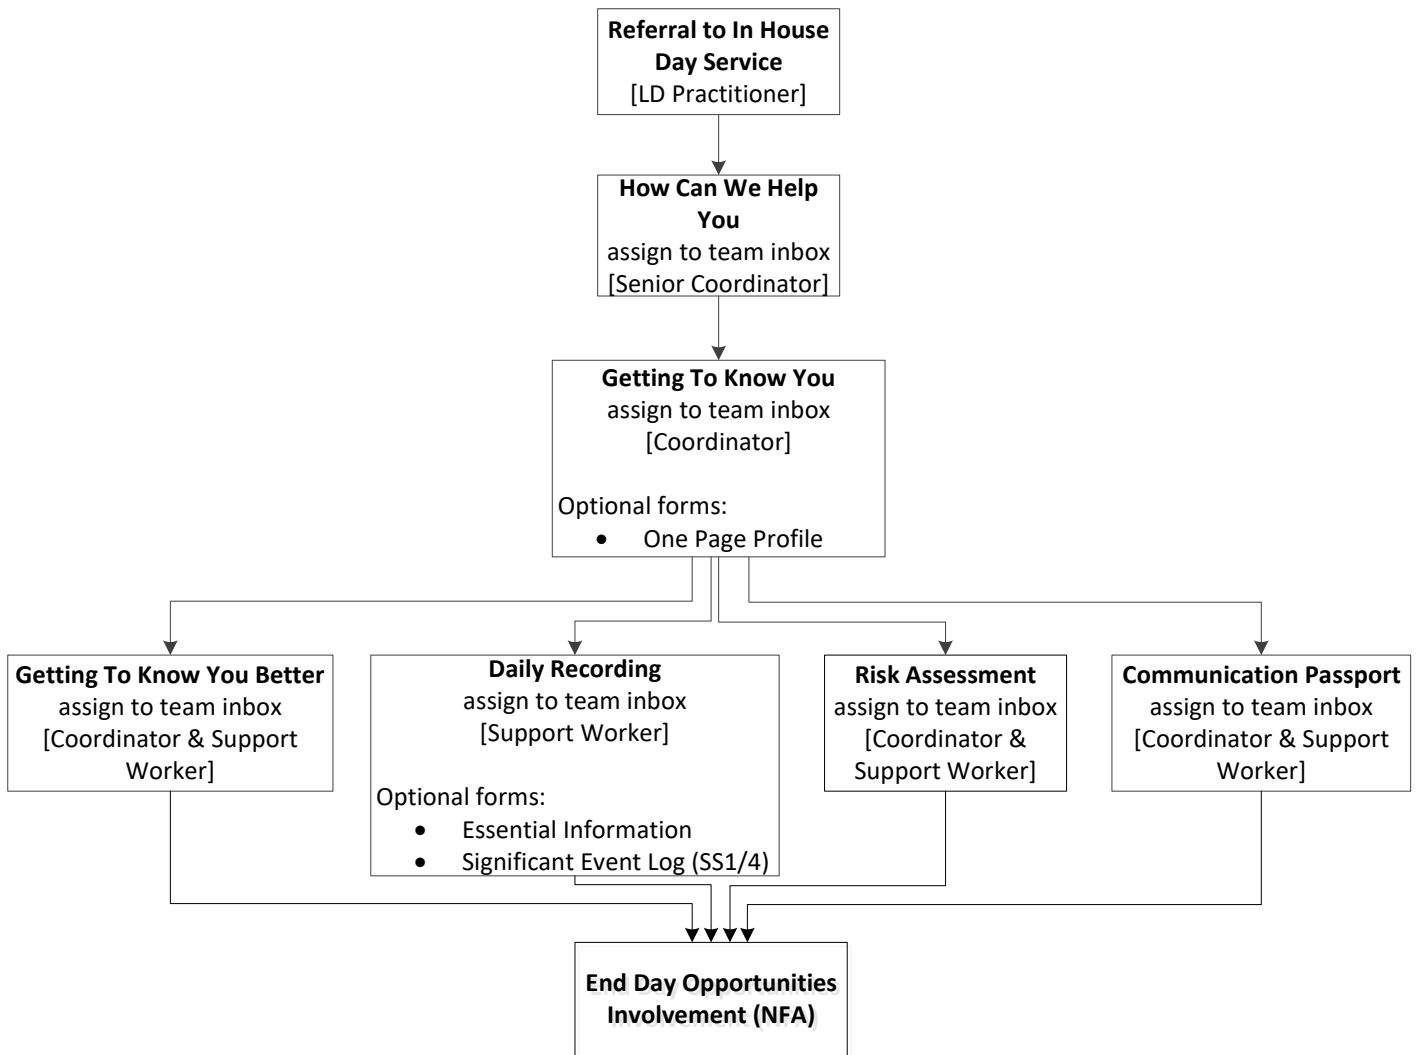 Referral to In House
Day Service
[LD Practitioner]
How Can We Help
You
assign to team inbox
[Senior Coordinator]
Getting To Know You
assign to team inbox
[Coordinator]
Optional forms:
• One Page Profile
Getting To Know You Better
assign to team inbox
[Coordinator & Support
Worker]
Daily Recording
assign to team inbox
[Support Worker]
Optional forms:
• Essential Information
• Significant Event Log (SS1/4)
Risk Assessment
assign to team inbox
[Coordinator &
Support Worker]
Communication Passport
assign to team inbox
[Coordinator & Support
Worker]
End Day Opportunities
Involvement (NFA)